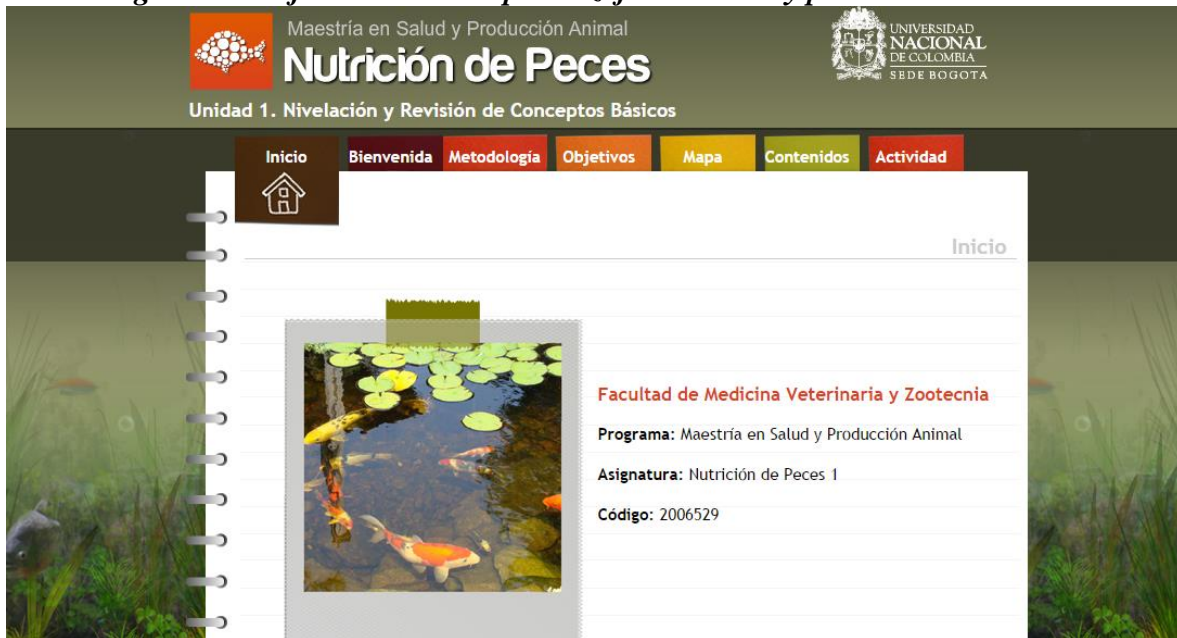 Maestría en Salud y Producción Animal
Nutrición de Peces
UNIVERSIDAD
NACIONAL
DE COLOMBIA
SEDE BOGOTA
Unidad 1. Nivelación y Revisión de Conceptos Básicos
Inicio Bienvenida Metodología Objetivos Mapa Contenidos Actividad
Inicio
Facultad de Medicina Veterinaria y Zootecnia
Programa: Maestría en Salud y Producción Animal
Asignatura: Nutrición de Peces 1
Código: 2006529